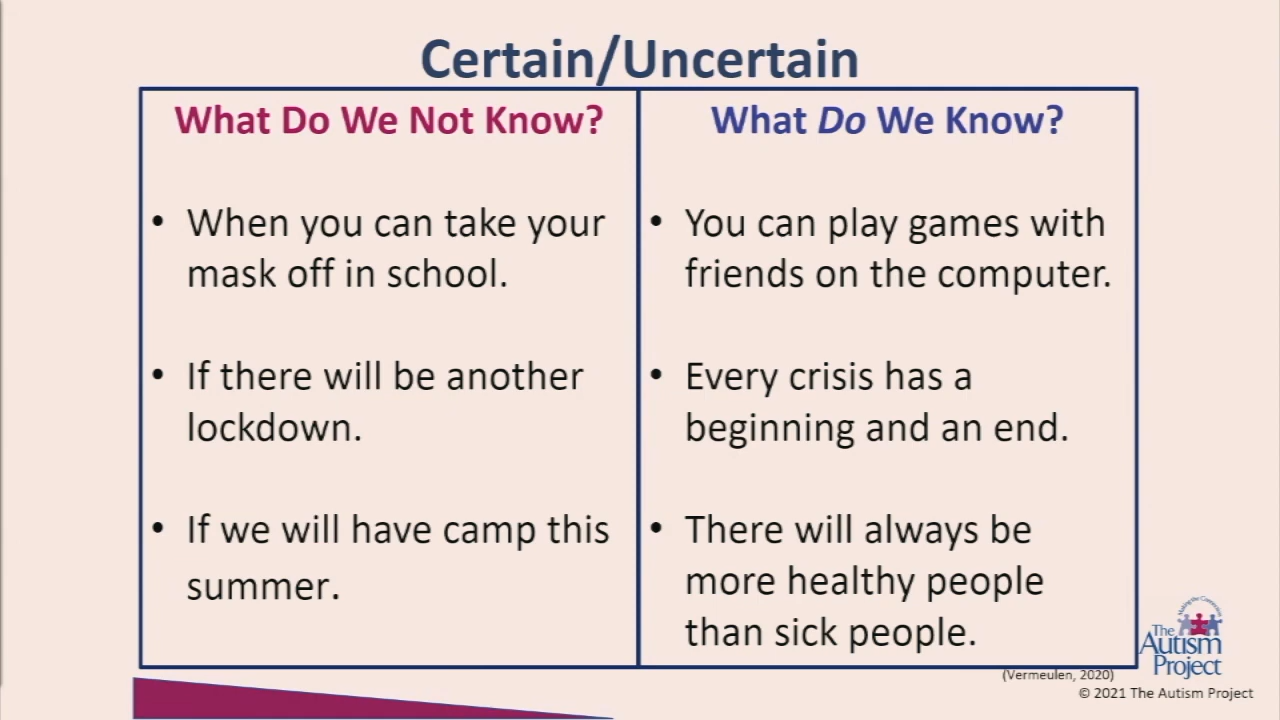 Certain/Uncertain
What Do We Not Know?
• When you can take your
mask off in school.
• If there will be another
lockdown.
• If we will have camp this
summer.
What Do We Know?
• You can play games with
friends on the computer.
• Every crisis has a
beginning and an end.
• There will always be
more healthy people
than sick people.
Making the Connection
The
Autism
Project
(Vermeulen, 2020)
© 2021 The Autism Project